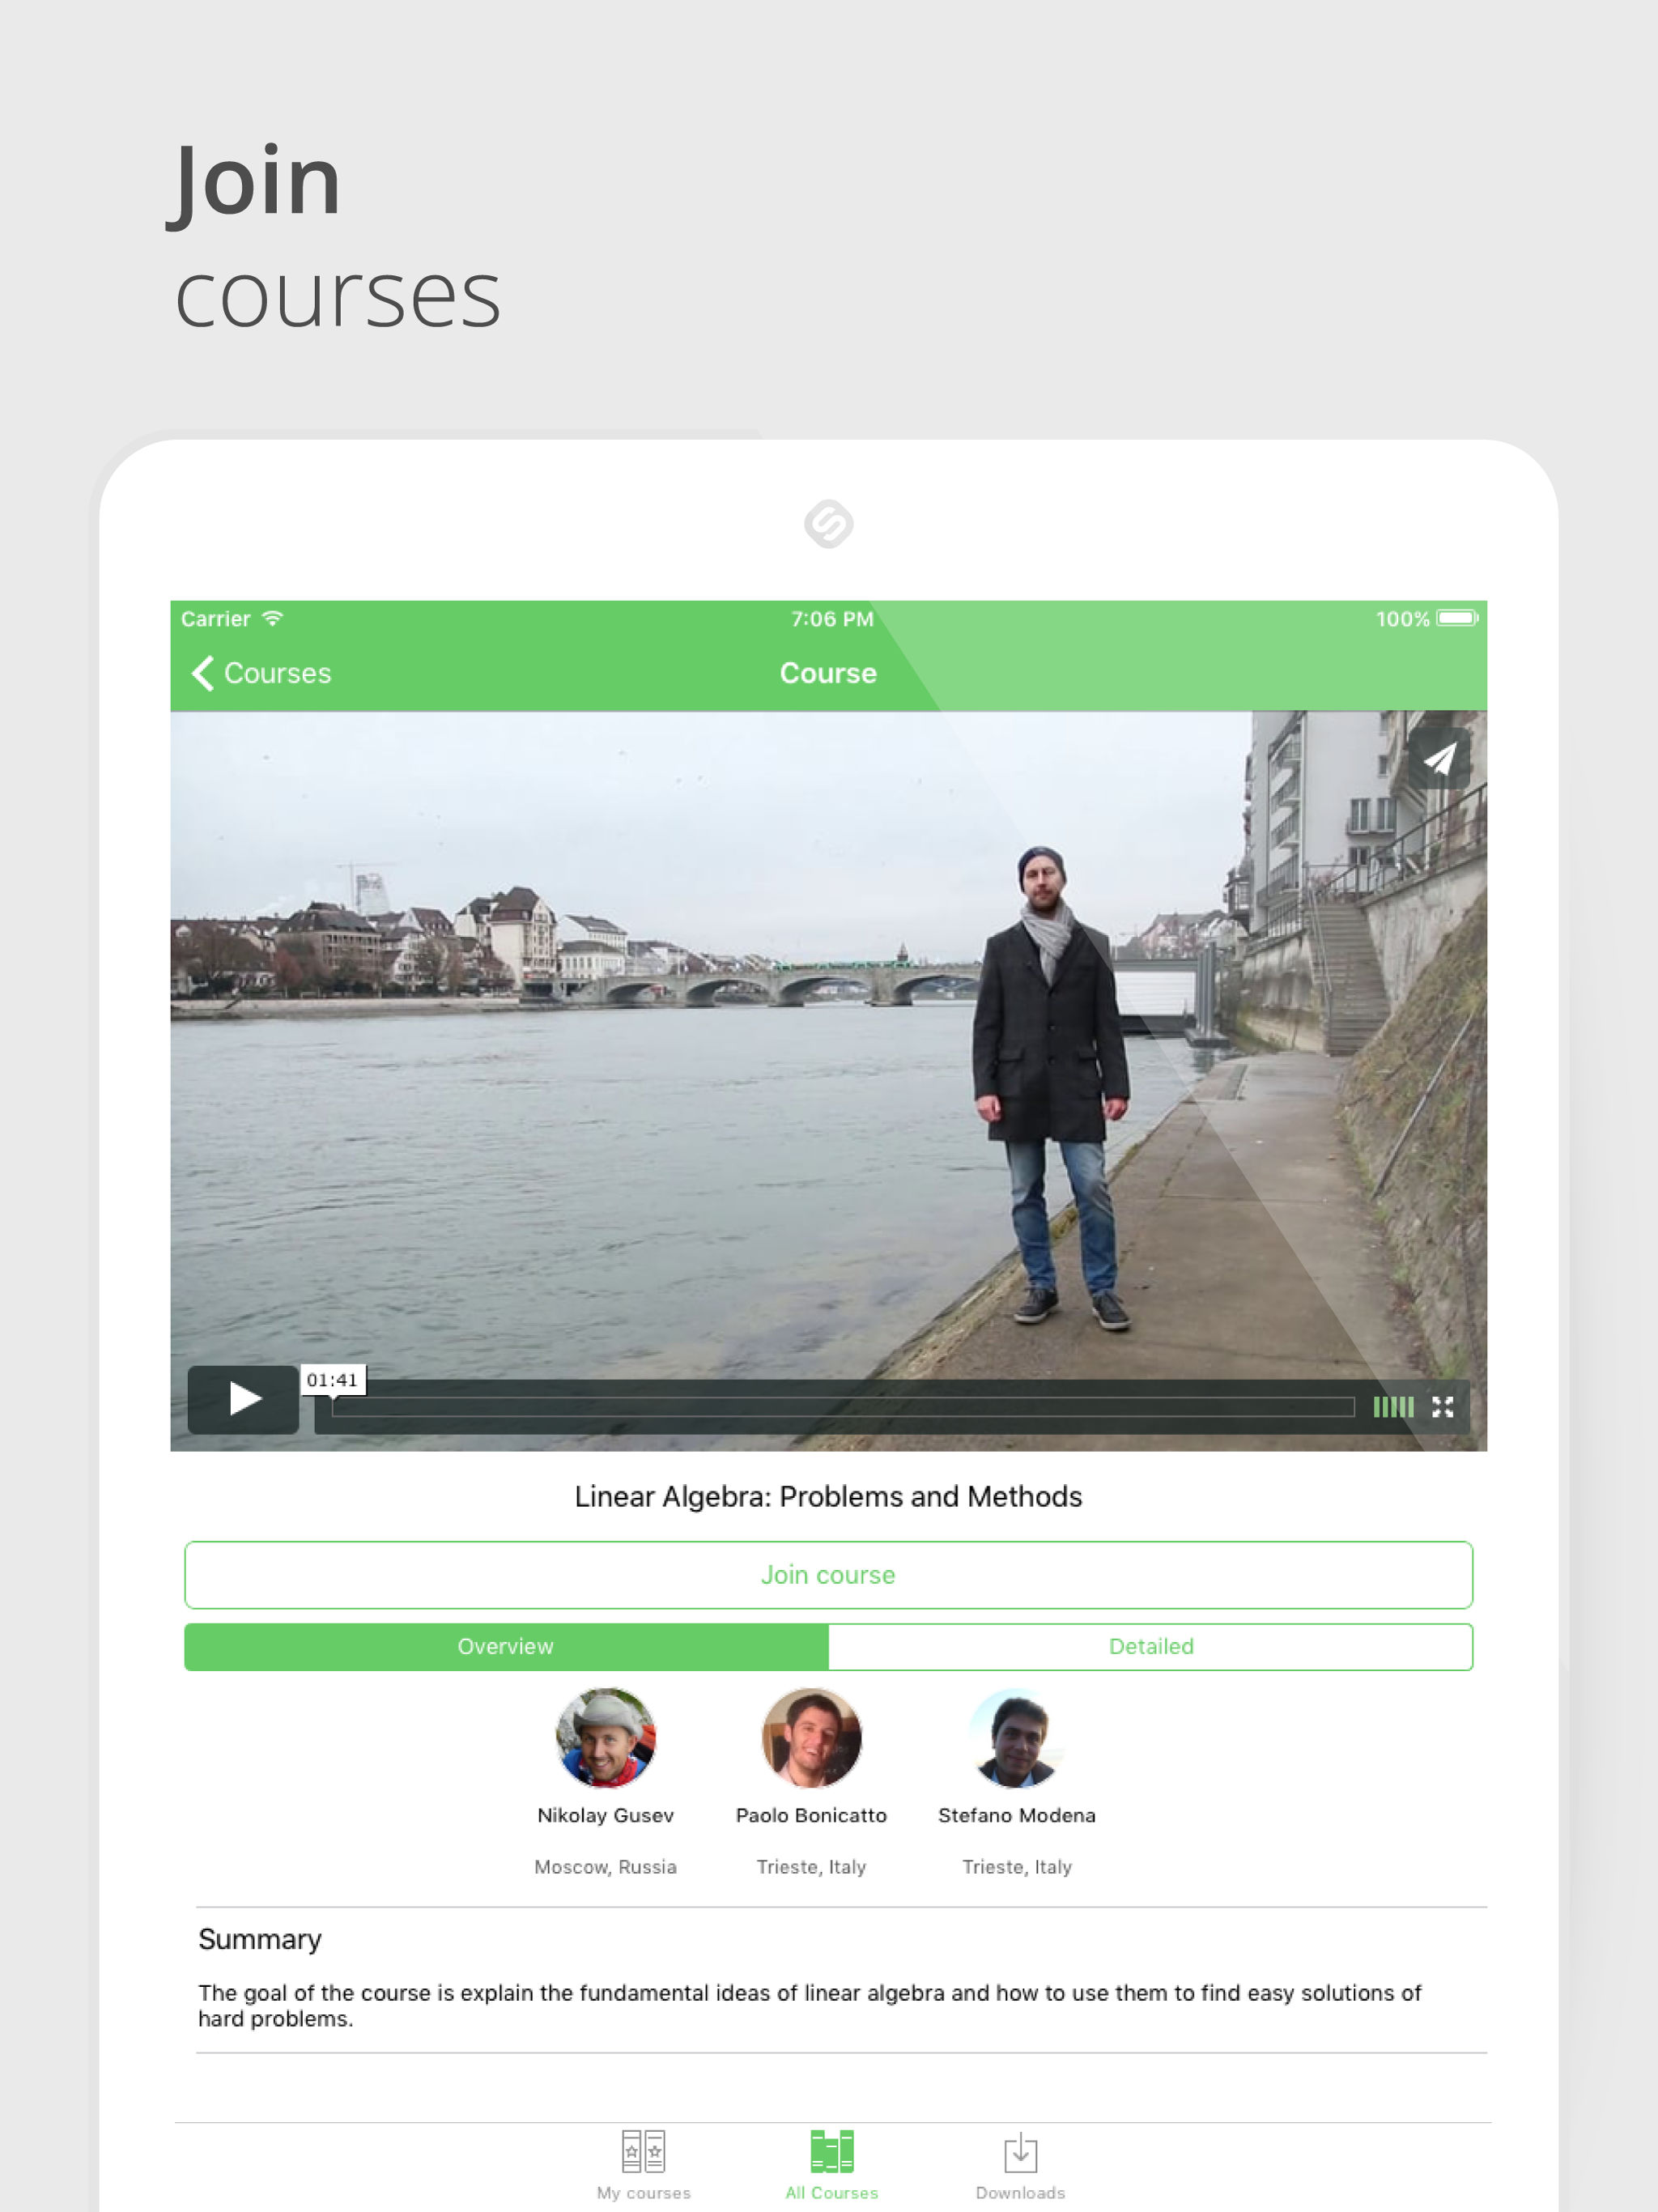 Join
courses
Carrier
7:06 PM
100%
Courses
Course
01:41
Linear Algebra: Problems and Methods
Join course
Overview
Detailed
Nikolay Gusev
Paolo Bonicatto
Stefano Modena
Moscow, Russia
Trieste, Italy
Trieste, Italy
Summary
The goal of the course is explain the fundamental ideas of linear algebra and how to use them to find easy solutions of
hard problems.
My courses
All Courses
Downloads